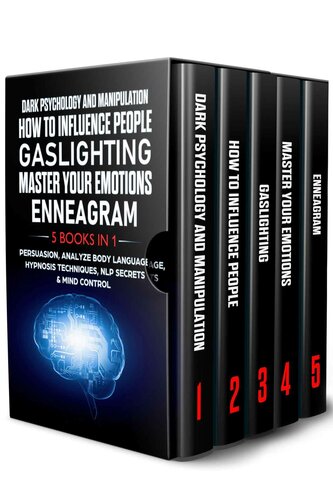 DARK PSYCHOLOGY AND MANIPULATION
HOW TO INFLUENCE PEOPLE
GASLIGHTING
MASTER YOUR EMOTIONS
ENNEAGRAM
5 BOOKS IN 1
PERSUASION, ANALYZE BODY LANGUAGE,
HYPNOSIS TECHNIQUES, NLP SECRETS
& MIND CONTROL
AGE,
TS
DARK PSYCHOLOGY AND MANIPULATION
1
HOW TO INFLUENCE PEOPLE
2
GASLIGHTING
3
MASTER YOUR EMOTIONS
4
ENNEAGRAM
5